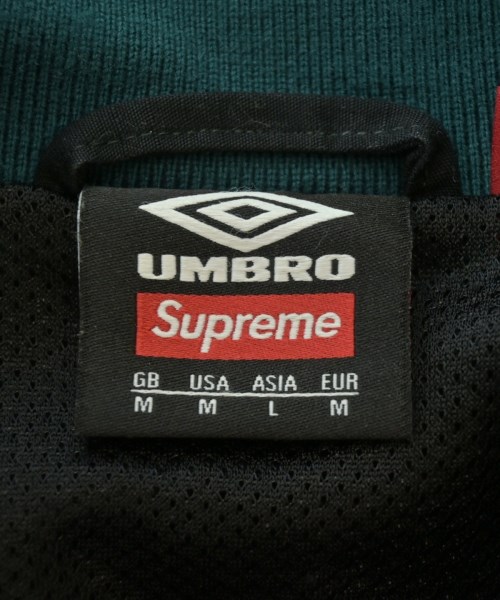 UMBRO
Supreme
GB USA ASIA EUR
M M L M